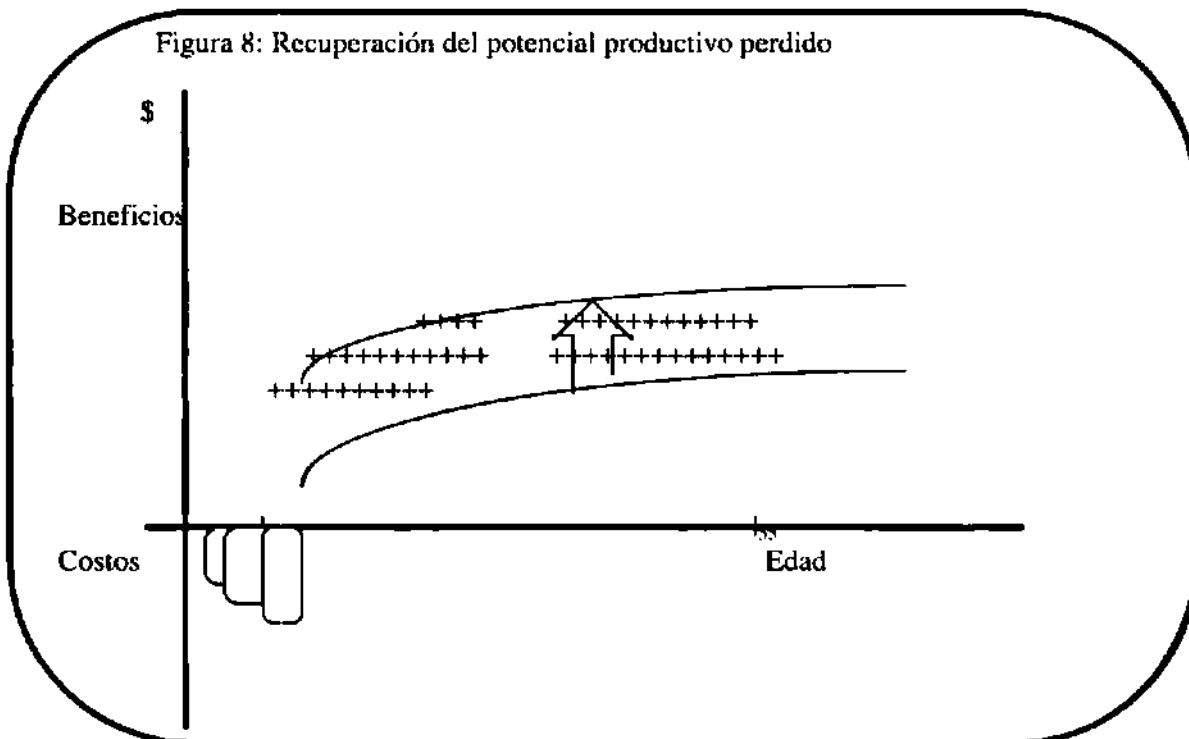 Figura 8: Recuperación del potencial productivo perdido
$
Beneficios
Costos
Edad